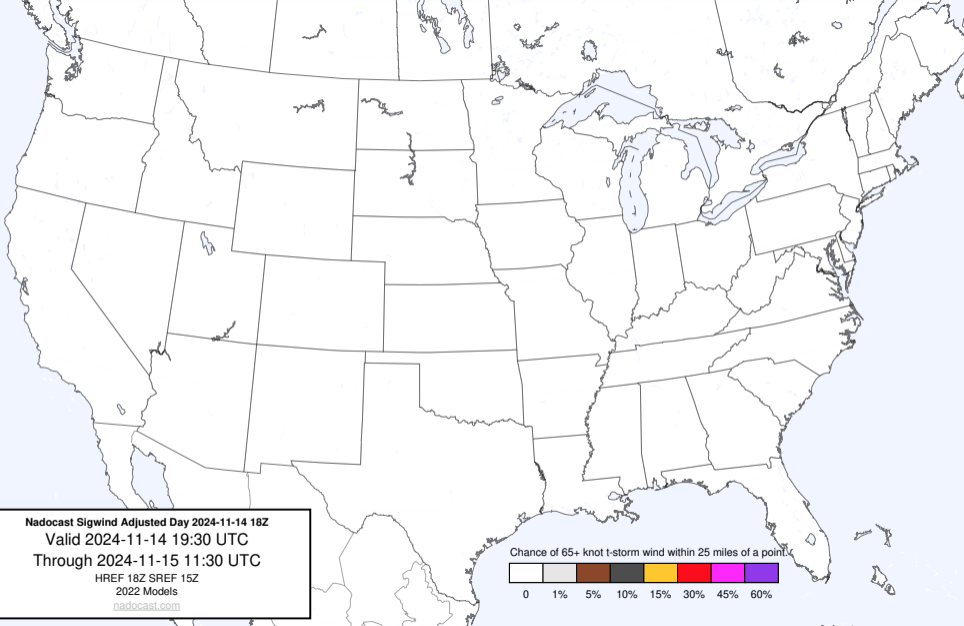 Nadocast Sigwind Adjusted Day 2024-11-14 18Z
Valid 2024-11-14 19:30 UTC
Through 2024-11-15 11:30 UTC
HREF 18Z SREF 15Z
2022 Models
nadocast.com
Chance of 65+ knot t-storm wind within 25 miles of a point.
0 1% 5% 10% 15% 30% 45% 60%